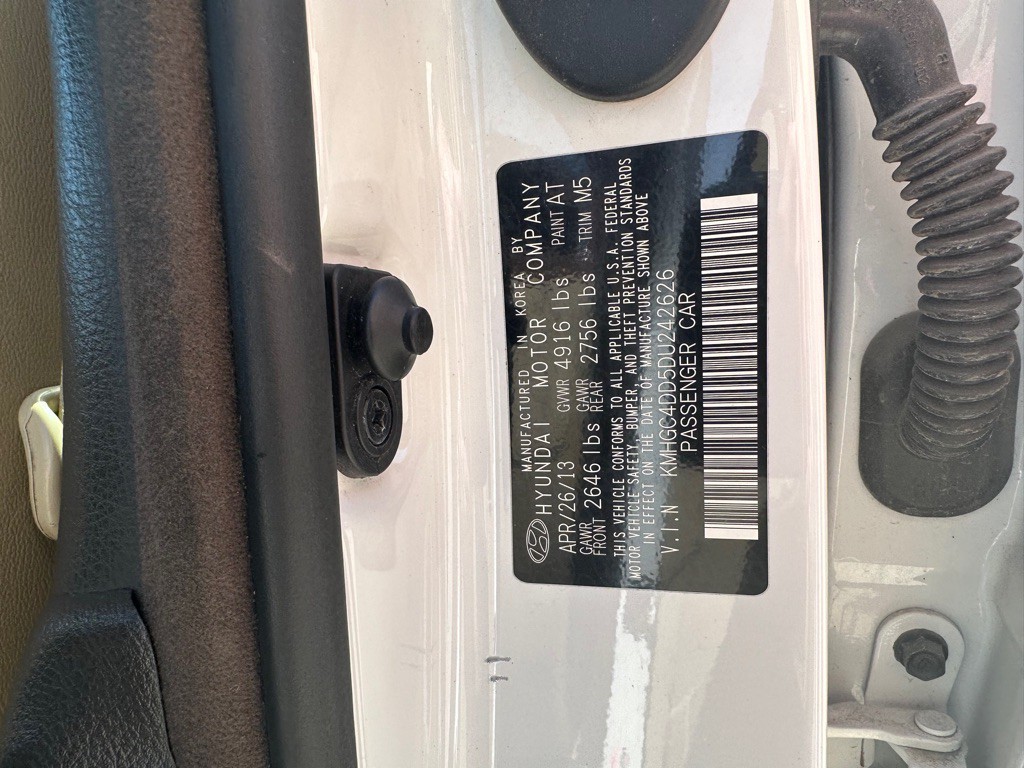 MANUFACTURED IN KOREA BY
HYUNDAI MOTOR COMPANY
APR/26/13 GVWR 4916 lbs PAINT AT
GAWR FRONT 2646 lbs GAWR REAR 2756 lbs TRIM M5
THIS VEHICLE CONFORMS TO ALL APPLICABLE U.S.A. FEDERAL
MOTOR VEHICLE SAFETY, BUMPER, AND THEFT PREVENTION STANDARDS
IN EFFECT ON THE DATE OF MANUFACTURE SHOWN ABOVE
V.I.N KMHGC4DD5DU242626
PASSENGER CAR